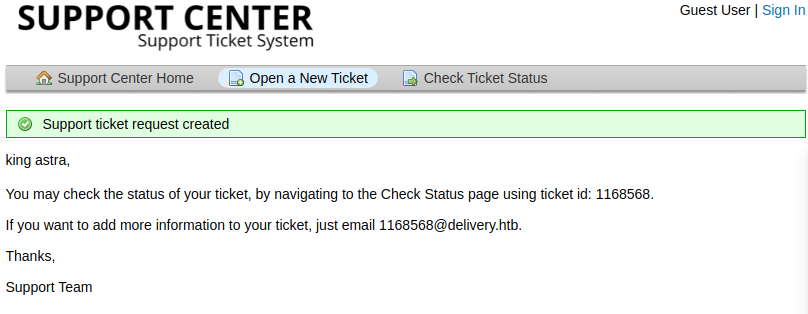 SUPPORT CENTER
Support Ticket System
Guest User | Sign In
Support Center Home Open a New Ticket Check Ticket Status
Support ticket request created
king astra,
You may check the status of your ticket, by navigating to the Check Status page using ticket id: 1168568.
If you want to add more information to your ticket, just email 1168568@delivery.htb.
Thanks,
Support Team